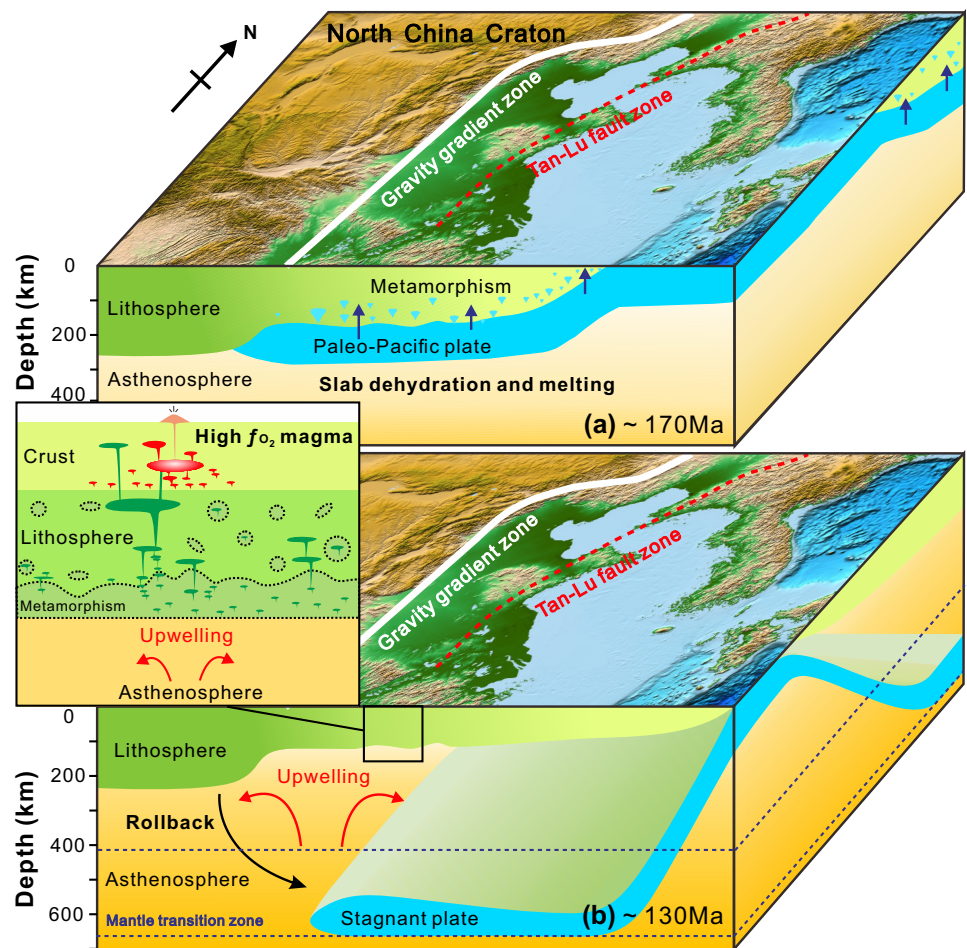 N
North China Craton
Gravity gradient zone
Tan-Lu fault zone
Depth (km)
0
200
400
Lithosphere
Metamorphism
Paleo-Pacific plate
Asthenosphere
Slab dehydration and melting
(a) ~ 170Ma
High ƒO₂ magma
Crust
Lithosphere
Metamorphism
Upwelling
Asthenosphere
Gravity gradient zone
Tan-Lu fault zone
Depth (km)
0
200
400
600
Lithosphere
Upwelling
Rollback
Asthenosphere
Mantle transition zone
Stagnant plate
(b) ~ 130Ma